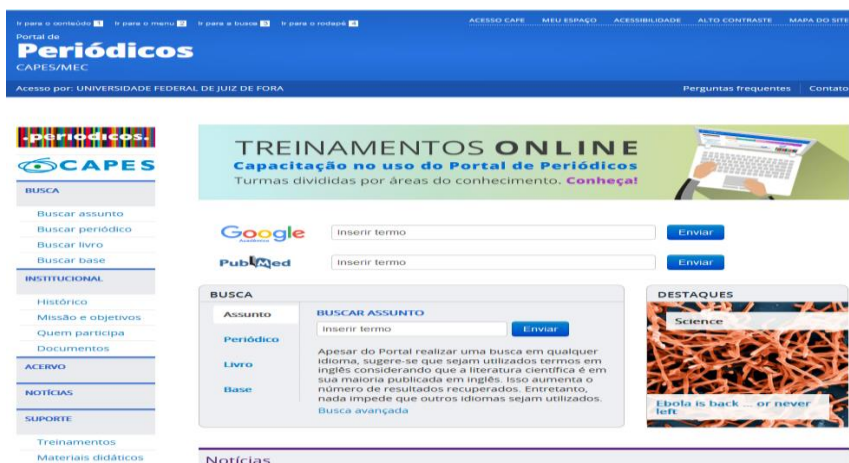 Ir para o conteúdo 1 Ir para o menu 2 Ir para a busca 3 Ir para o rodapé 4
ACESSO CAFE MEU ESPAÇO ACESSIBILIDADE ALTO CONTRASTE MAPA DO SITE
Portal de
Periódicos
CAPES/MEC
Acesso por: UNIVERSIDADE FEDERAL DE JUIZ DE FORA
Perguntas frequentes Contato
.periodicos.
CAPES
BUSCA
Buscar assunto
Buscar periódico
Buscar livro
Buscar base
INSTITUCIONAL
Histórico
Missão e objetivos
Quem participa
Documentos
ACERVO
NOTÍCIAS
SUPORTE
Treinamentos
Materiais didáticos
TREINAMENTOS ONLINE
Capacitação no uso do Portal de Periódicos
Turmas divididas por áreas do conhecimento. Conheça!
Google
Acadêmico
Inserir termo
Enviar
PubMed
Inserir termo
Enviar
BUSCA
Assunto
Periódico
Livro
Base
BUSCAR ASSUNTO
Inserir termo
Enviar
Apesar do Portal realizar uma busca em qualquer
idioma, sugere-se que sejam utilizados termos em
inglês considerando que a literatura científica é em
sua maioria publicada em inglês. Isso aumenta o
número de resultados recuperados. Entretanto,
nada impede que outros idiomas sejam utilizados.
Busca avançada
DESTAQUES
Science
Ebola is back ... or never
left
Notícias